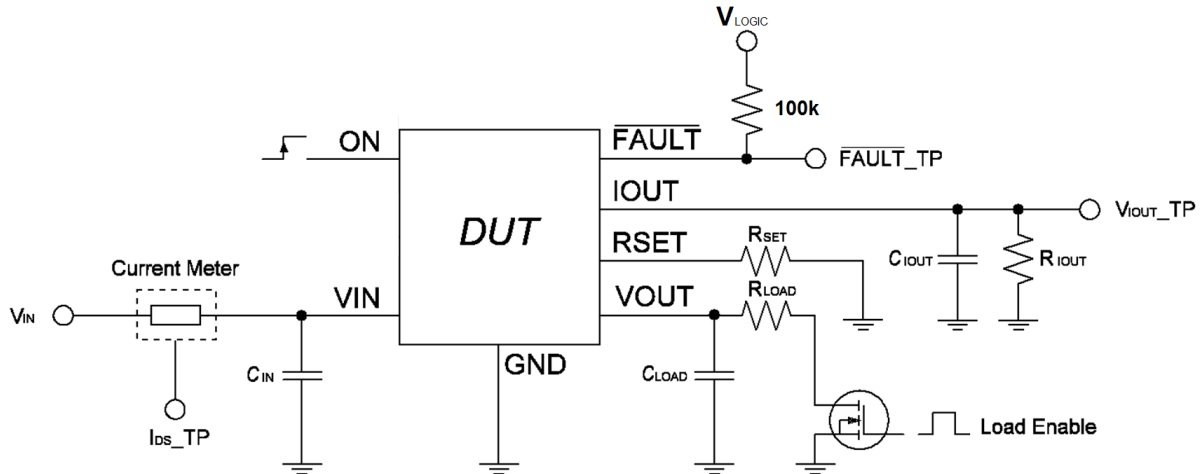 VLOGIC
100k
ON
FAULT
FAULT_TP
IOUT
VIOUT_TP
DUT
RSET
RSET
CIOUT
RIOUT
Current Meter
VIN
VIN
VOUT
RLOAD
GND
CIN
CLOAD
IDS_TP
Load Enable